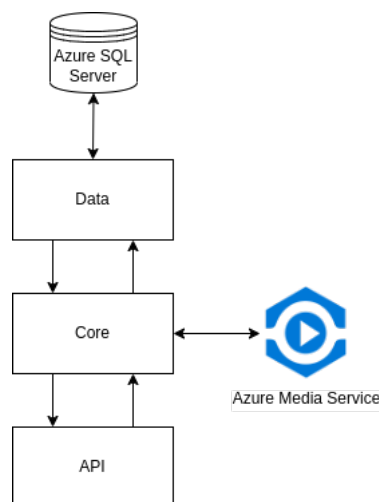 Azure SQL
Server
Data
Core
Azure Media Service
API